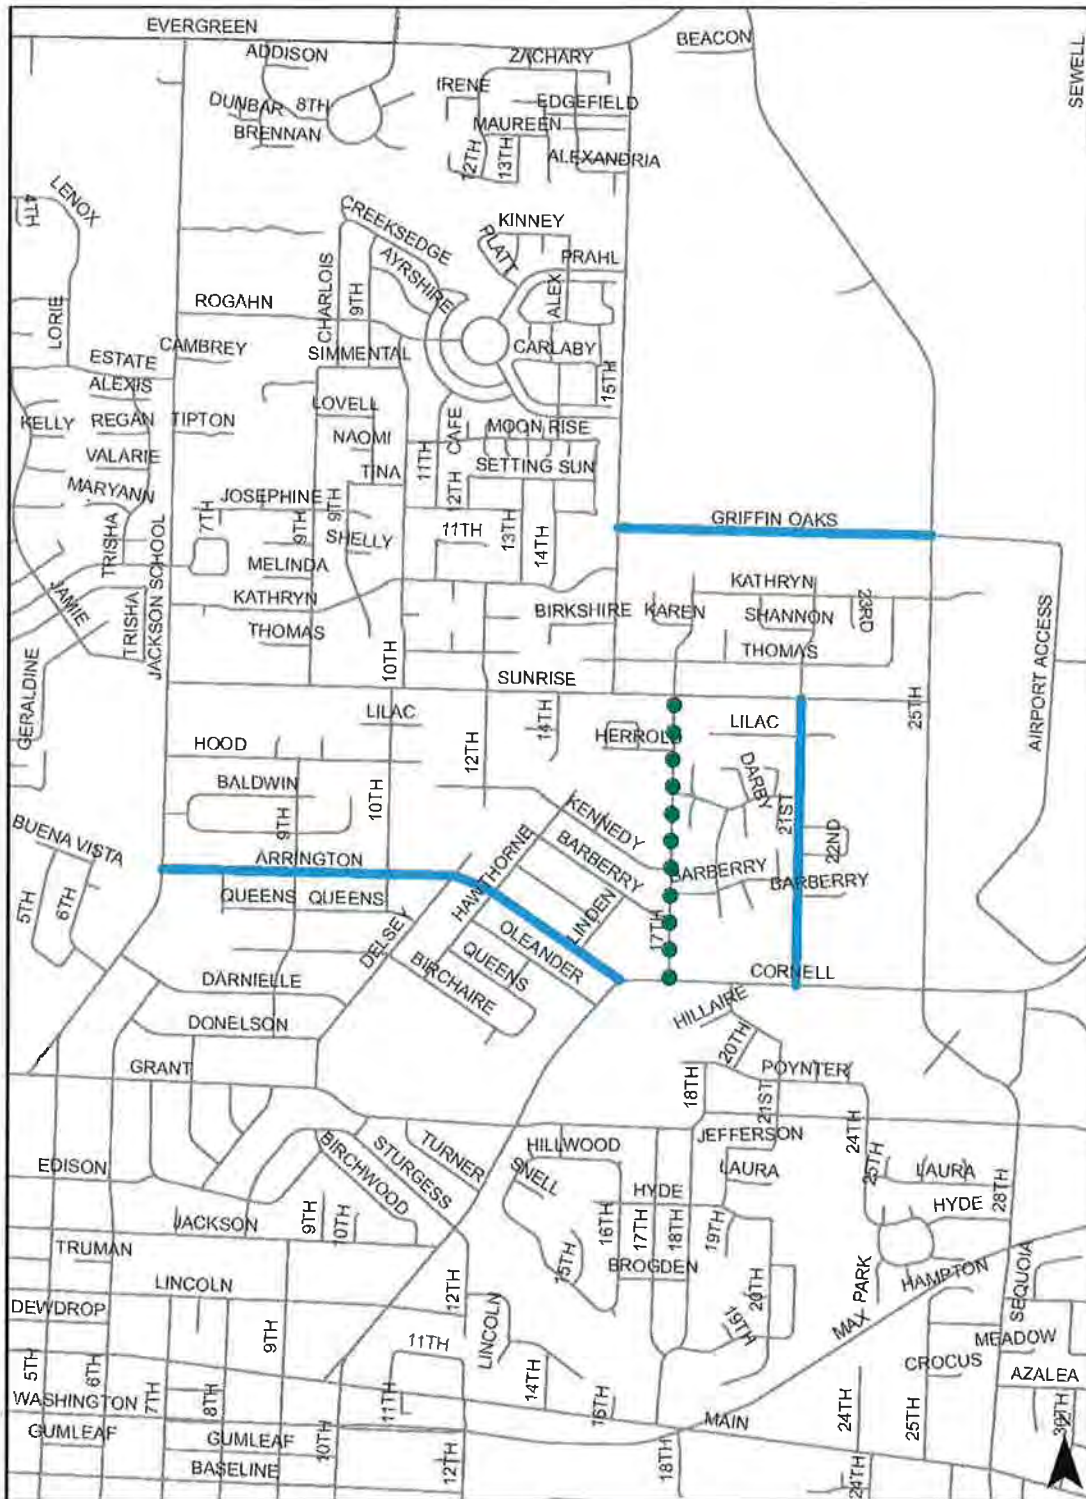 EVERGREEN
BEACON
SEWELL
ADDISON
ZACHARY
IRENE
DUNBAR
8TH
EDGEFIELD
BRENNAN
MAUREEN
12TH
13TH
ALEXANDRIA
LENOX
4TH
CREEKSEDGE
KINNEY
PLATT
AYRSHIRE
PRAHL
CHARLOIS
9TH
ALEX
ROGAHN
LORIE
CAMBREY
SIMMENTAL
CARLABY
ESTATE
15TH
ALEXIS
LOVELL
KELLY
REGAN
TIPTON
CAFE
MOON RISE
NAOMI
VALARIE
11TH
SETTING SUN
TINA
MARYANN
JOSEPHINE
9TH
12TH
GRIFFIN OAKS
7TH
9TH
SHELLY
11TH
13TH
14TH
TRISHA
JACKSON SCHOOL
MELINDA
KATHRYN
KATHRYN
JAMIE
TRISHA
BIRKSHIRE
KAREN
SHANNON
23RD
THOMAS
10TH
THOMAS
AIRPORT ACCESS
GERALDINE
SUNRISE
25TH
LILAC
14TH
LILAC
HOOD
12TH
HERROLD
BALDWIN
10TH
DARBY
9TH
KENNEDY
21ST
BUENA VISTA
HAWTHORNE
22ND
ARRINGTON
BARBERRY
BARBERRY
BARBERRY
5TH
6TH
QUEENS
QUEENS
LINDEN
17TH
DELSEY
OLEANDER
QUEENS
DARNIELLE
BIRCHAIRE
CORNELL
DONELSON
HILLAIRE
20TH
GRANT
18TH
21ST
POYNTER
TURNER
HILLWOOD
JEFFERSON
24TH
EDISON
BIRCHWOOD
STURGESS
SNELL
LAURA
25TH
LAURA
HYDE
28TH
HYDE
JACKSON
9TH
10TH
16TH
17TH
18TH
19TH
TRUMAN
15TH
BROGDEN
LINCOLN
12TH
20TH
MAX PARK
HAMPTON
SEQUOIA
DEWDROP
9TH
11TH
LINCOLN
19TH
MEADOW
5TH
6TH
CROCUS
AZALEA
WASHINGTON
7TH
8TH
11TH
14TH
16TH
MAIN
24TH
25TH
30TH
GUMLEAF
GUMLEAF
10TH
12TH
18TH
24TH
BASELINE